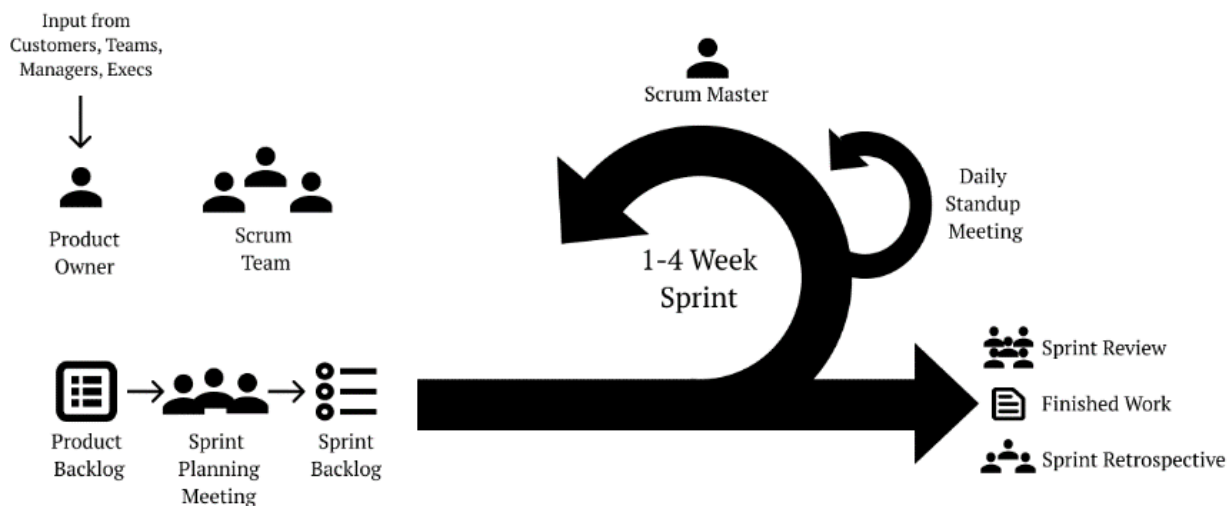 Input from
Customers, Teams,
Managers, Execs
Product
Owner
Scrum
Team
Scrum Master
Daily
Standup
Meeting
1-4 Week
Sprint
Product
Backlog
Sprint
Planning
Meeting
Sprint
Backlog
Sprint Review
Finished Work
Sprint Retrospective